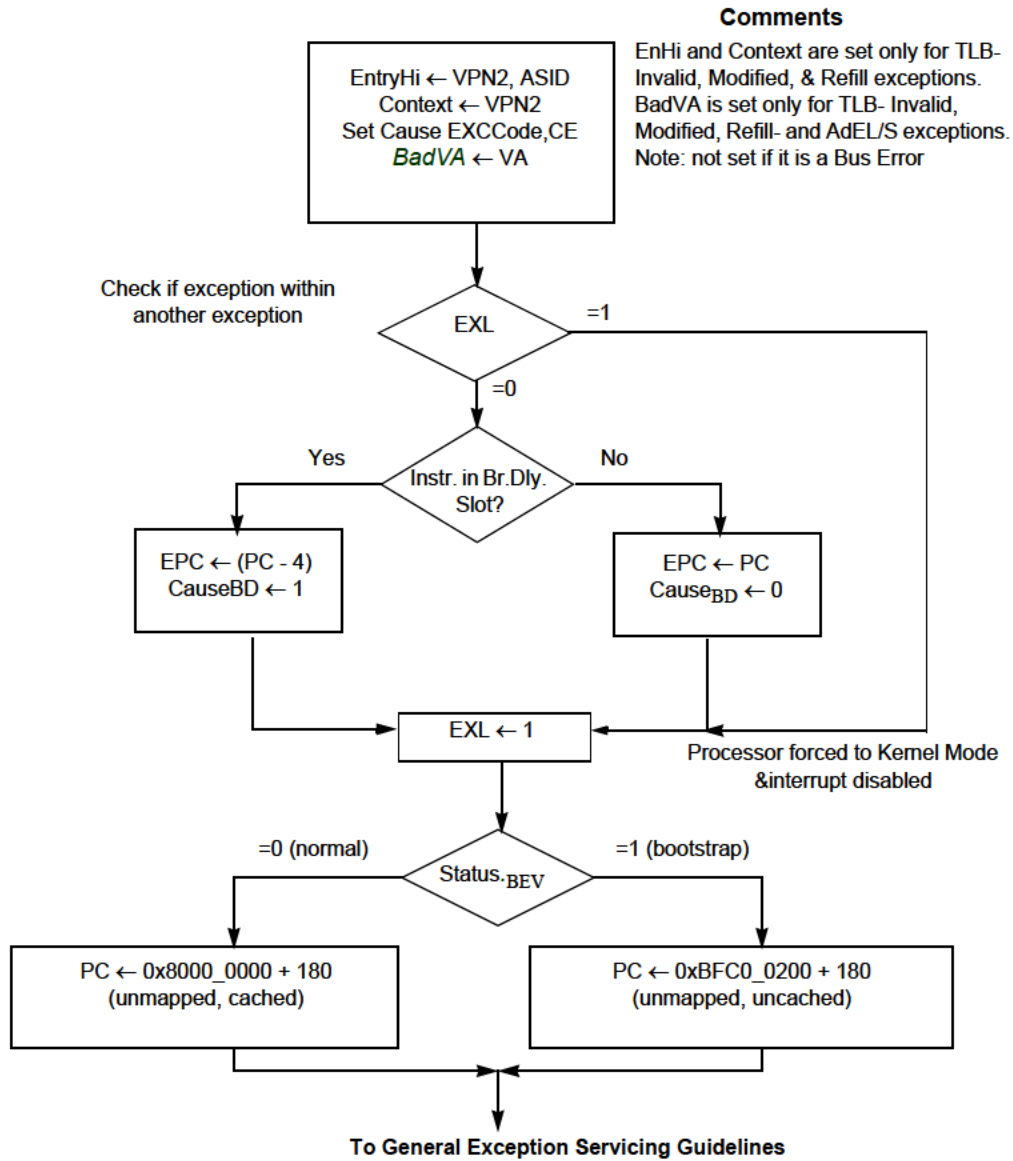 Comments
EnHi and Context are set only for TLB-
Invalid, Modified, & Refill exceptions.
BadVA is set only for TLB- Invalid,
Modified, Refill- and AdEL/S exceptions.
Note: not set if it is a Bus Error
EntryHi ← VPN2, ASID
Context ← VPN2
Set Cause EXCCode,CE
BadVA ← VA
Check if exception within
another exception
EXL
=1
=0
Yes
Instr. in Br.Dly.
Slot?
No
EPC ← (PC - 4)
CauseBD ← 1
EPC ← PC
Cause_BD ← 0
EXL ← 1
Processor forced to Kernel Mode
&interrupt disabled
=0 (normal)
Status._BEV
=1 (bootstrap)
PC ← 0x8000_0000 + 180
(unmapped, cached)
PC ← 0xBFC0_0200 + 180
(unmapped, uncached)
To General Exception Servicing Guidelines